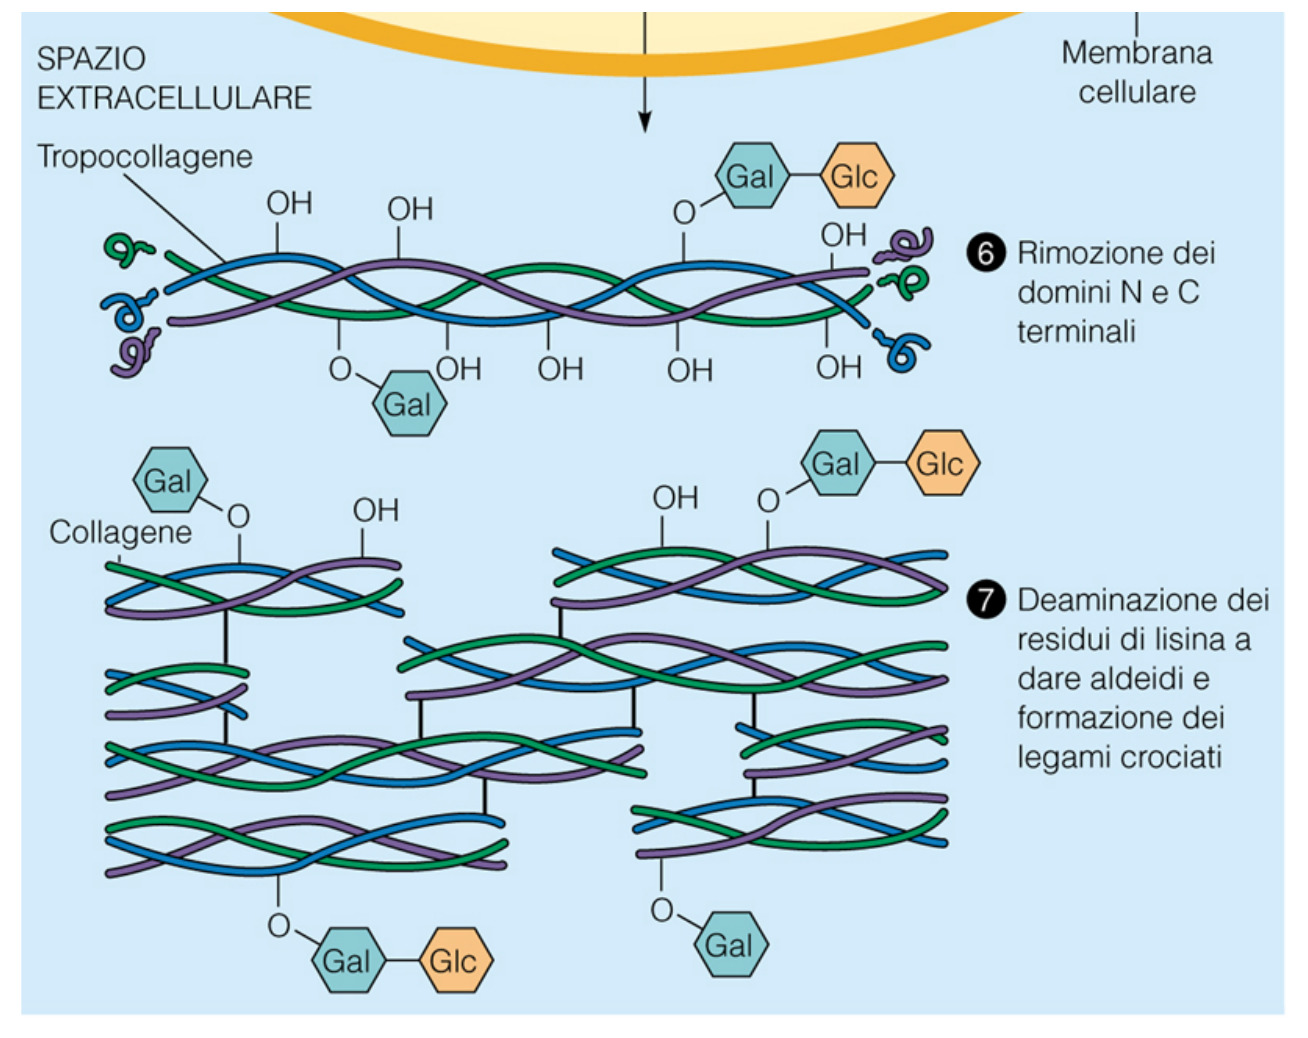 SPAZIO
EXTRACELLULARE
Membrana
cellulare
Tropocollagene
Gal
Glc
OH
OH
O
OH
6 Rimozione dei
domini N e C
terminali
O
OH
OH
OH
OH
Gal
Gal
Glc
Gal
OH
O
O
OH
Collagene
7 Deaminazione dei
residui di lisina a
dare aldeidi e
formazione dei
legami crociati
O
O
Gal
Glc
Gal